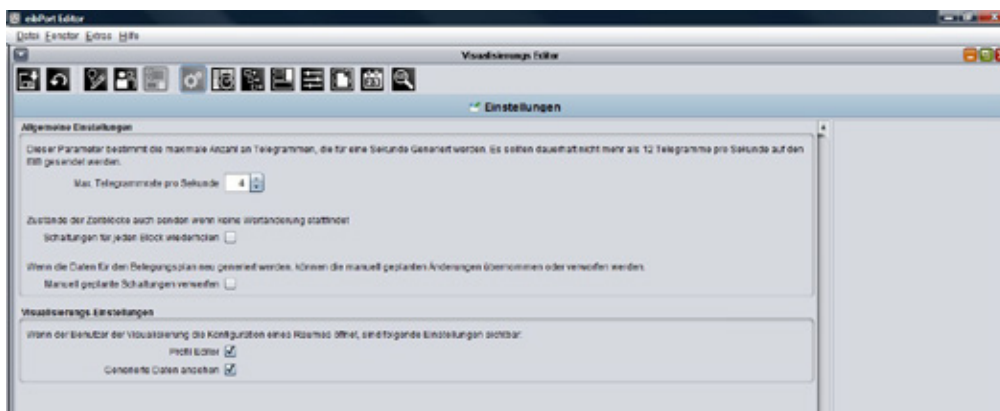 eibPort Editor
Datei Fenster Extras Hilfe
Visualisierungs Editor
Einstellungen
Allgemeine Einstellungen
Dieser Parameter bestimmt die maximale Anzahl an Telegrammen, die für eine Sekunde Generiert werden. Es sollten dauerhaft nicht mehr als 12 Telegramme pro Sekunde auf den
EIB gesendet werden.
Max. Telegrammrate pro Sekunde 4
Zustände der Zeitblöcke auch senden wenn keine Wertänderung stattfindet
Schaltungen für jeden Block wiederholen
Wenn die Daten für den Belegungsplan neu generiert werden, können die manuell geplanten Änderungen übernommen oder verworfen werden.
Manuell geplante Schaltungen verwerfen
Visualisierungs Einstellungen
Wenn der Benutzer der Visualisierung die Konfiguration eines Raumes öffnet, sind folgende Einstellungen sichtbar:
Profil Editor
Generierte Daten ansehen